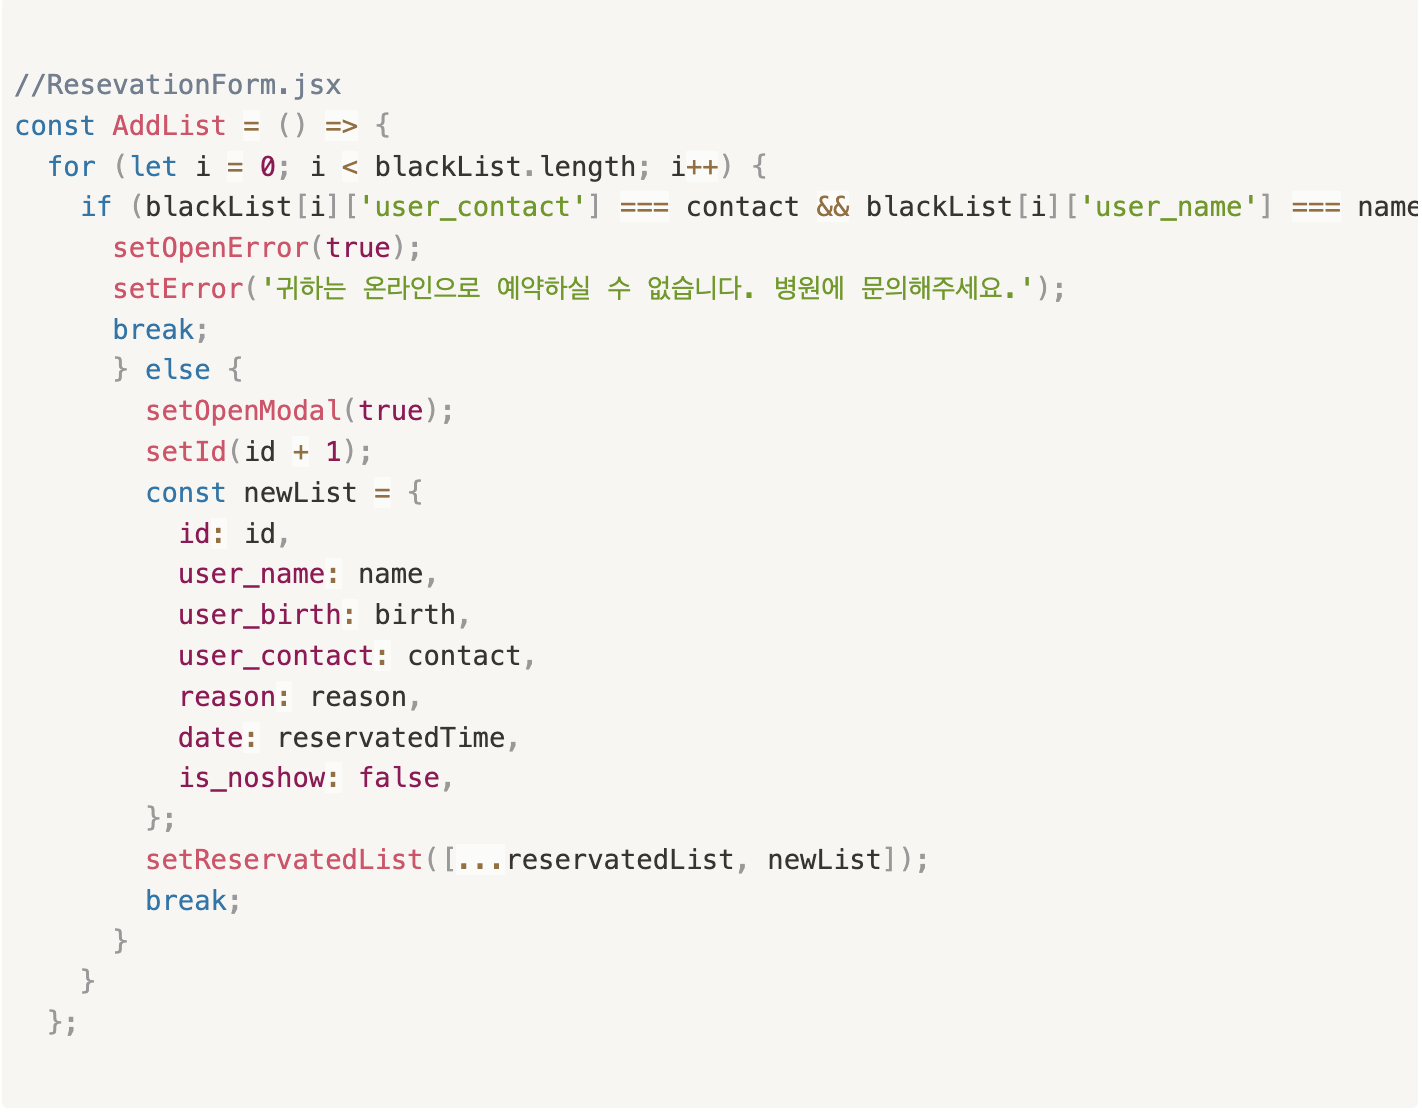 //ResevationForm.jsx
const AddList = () => {
  for (let i = 0; i < blackList.length; i++) {
    if (blackList[i]['user_contact'] === contact && blackList[i]['user_name'] === name
      setOpenError(true);
      setError('귀하는 온라인으로 예약하실 수 없습니다. 병원에 문의해주세요.');
      break;
      } else {
        setOpenModal(true);
        setId(id + 1);
        const newList = {
          id: id,
          user_name: name,
          user_birth: birth,
          user_contact: contact,
          reason: reason,
          date: reservatedTime,
          is_noshow: false,
        };
        setReservatedList([...reservatedList, newList]);
        break;
      }
    }
  };